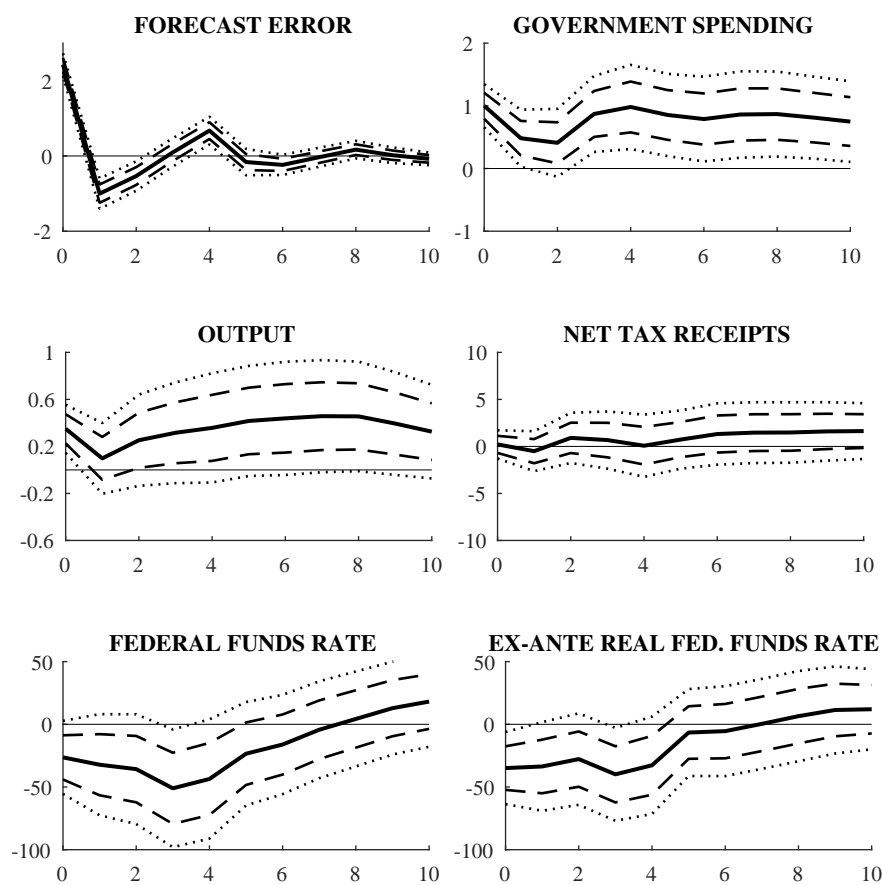 FORECAST ERROR
2
0
-2
0 2 4 6 8 10
GOVERNMENT SPENDING
2
1
0
-1
0 2 4 6 8 10
OUTPUT
1
0.6
0.2
-0.2
-0.6
0 2 4 6 8 10
NET TAX RECEIPTS
10
5
0
-5
-10
0 2 4 6 8 10
FEDERAL FUNDS RATE
50
0
-50
-100
0 2 4 6 8 10
EX-ANTE REAL FED. FUNDS RATE
50
0
-50
-100
0 2 4 6 8 10